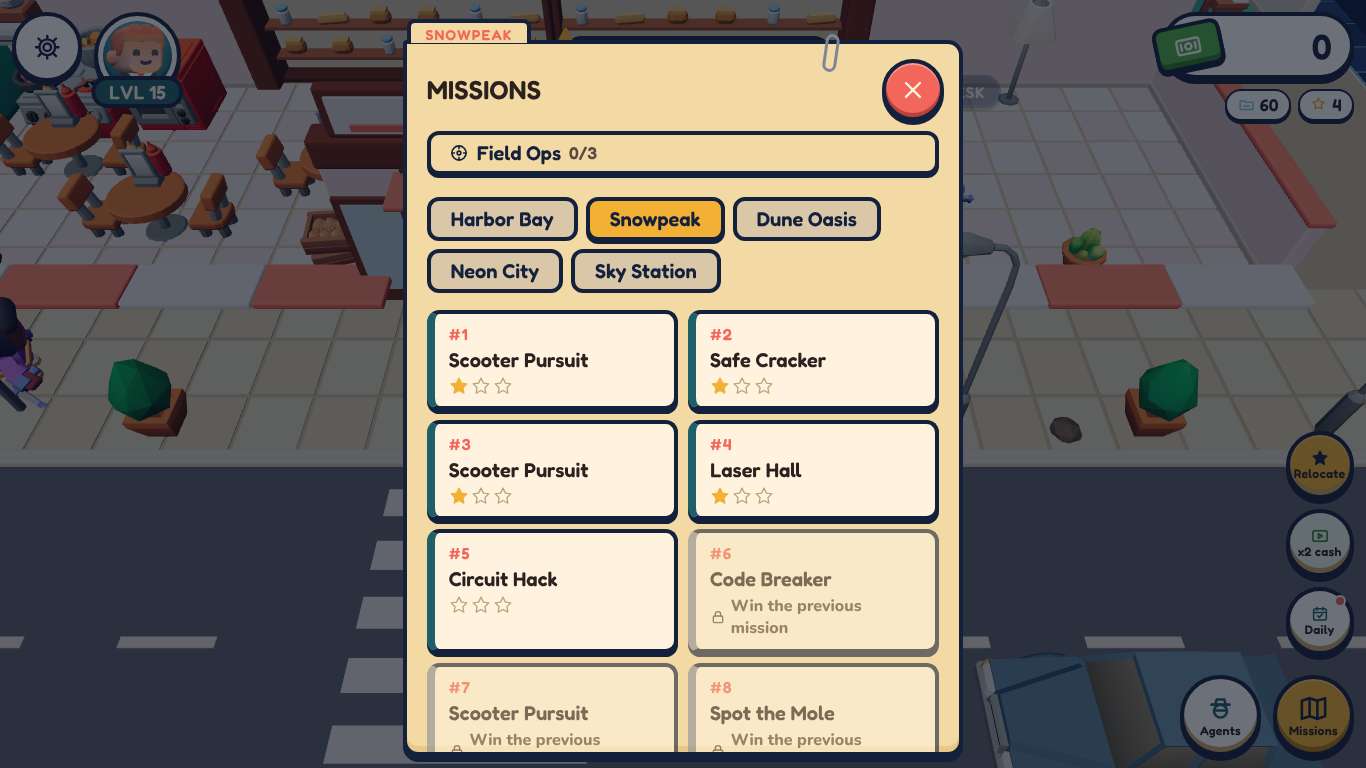 SNOWPEAK
LVL 15
MISSIONS
0
60
4
SK
Field Ops 0/3
Harbor Bay
Snowpeak
Dune Oasis
Neon City
Sky Station
#1
Scooter Pursuit
#2
Safe Cracker
#3
Scooter Pursuit
#4
Laser Hall
#5
Circuit Hack
#6
Code Breaker
Win the previous
mission
#7
Scooter Pursuit
Win the previous
#8
Spot the Mole
Win the previous
Relocate
x2 cash
Daily
Agents
Missions